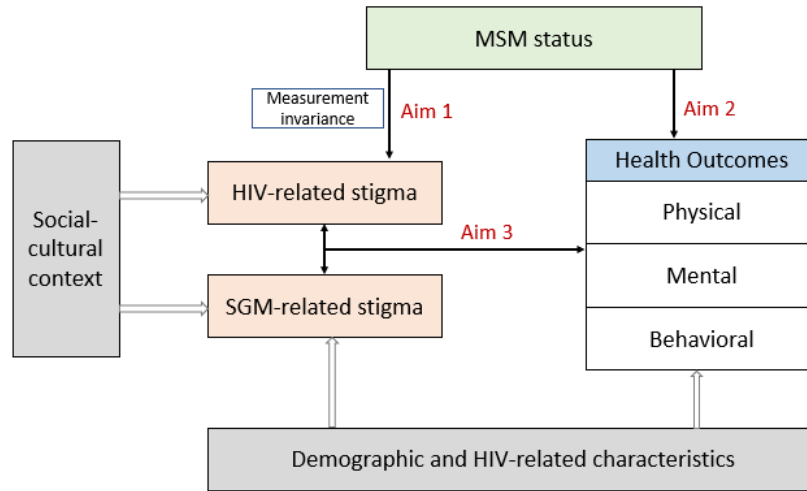 MSM status
Measurement
invariance
Aim 1
Aim 2
Social-
cultural
context
HIV-related stigma
Aim 3
SGM-related stigma
Health Outcomes
Physical
Mental
Behavioral
Demographic and HIV-related characteristics